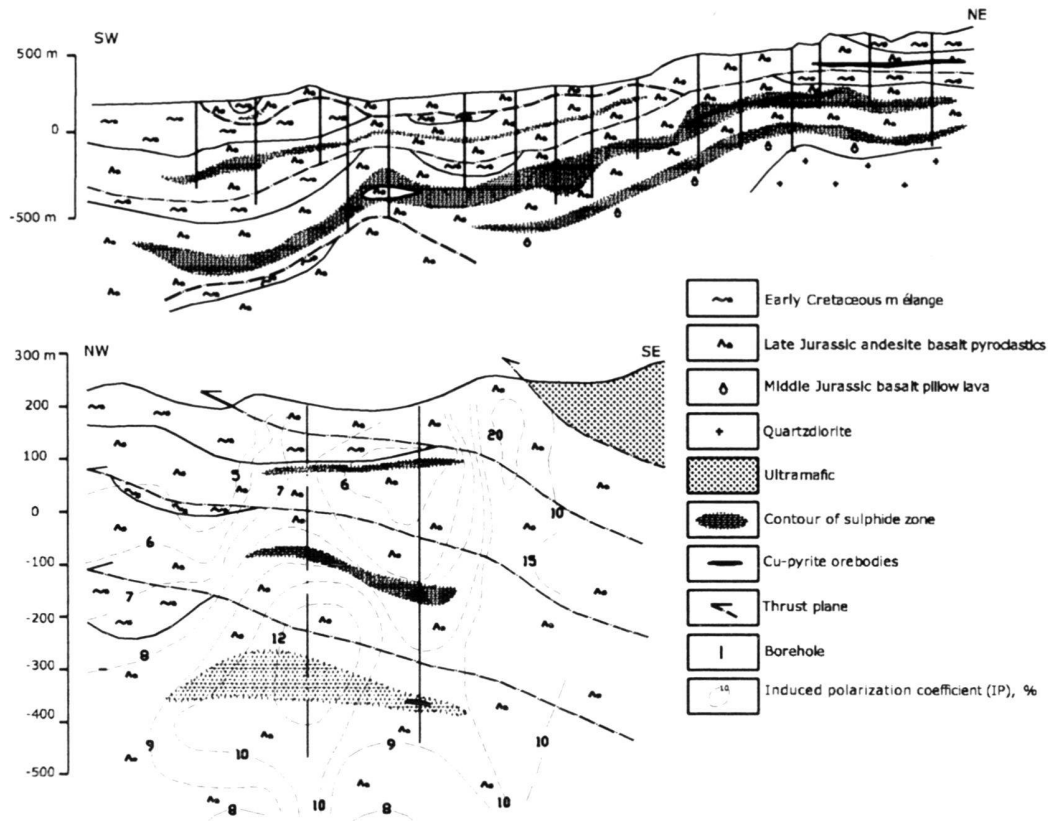 SW
NE
500 m
0
-500 m
NW
SE
300 m
200
100
0
-100
-200
-300
-400
-500
20
5
7
6
10
6
15
7
12
8
9
10
9
10
8
10
8
10
Early Cretaceous m élange
Late Jurassic andesite basalt pyroclastics
Middle Jurassic basalt pillow lava
Quartzdiorite
Ultramafic
Contour of sulphide zone
Cu-pyrite orebodies
Thrust plane
Borehole
10
Induced polarization coefficient (IP), %